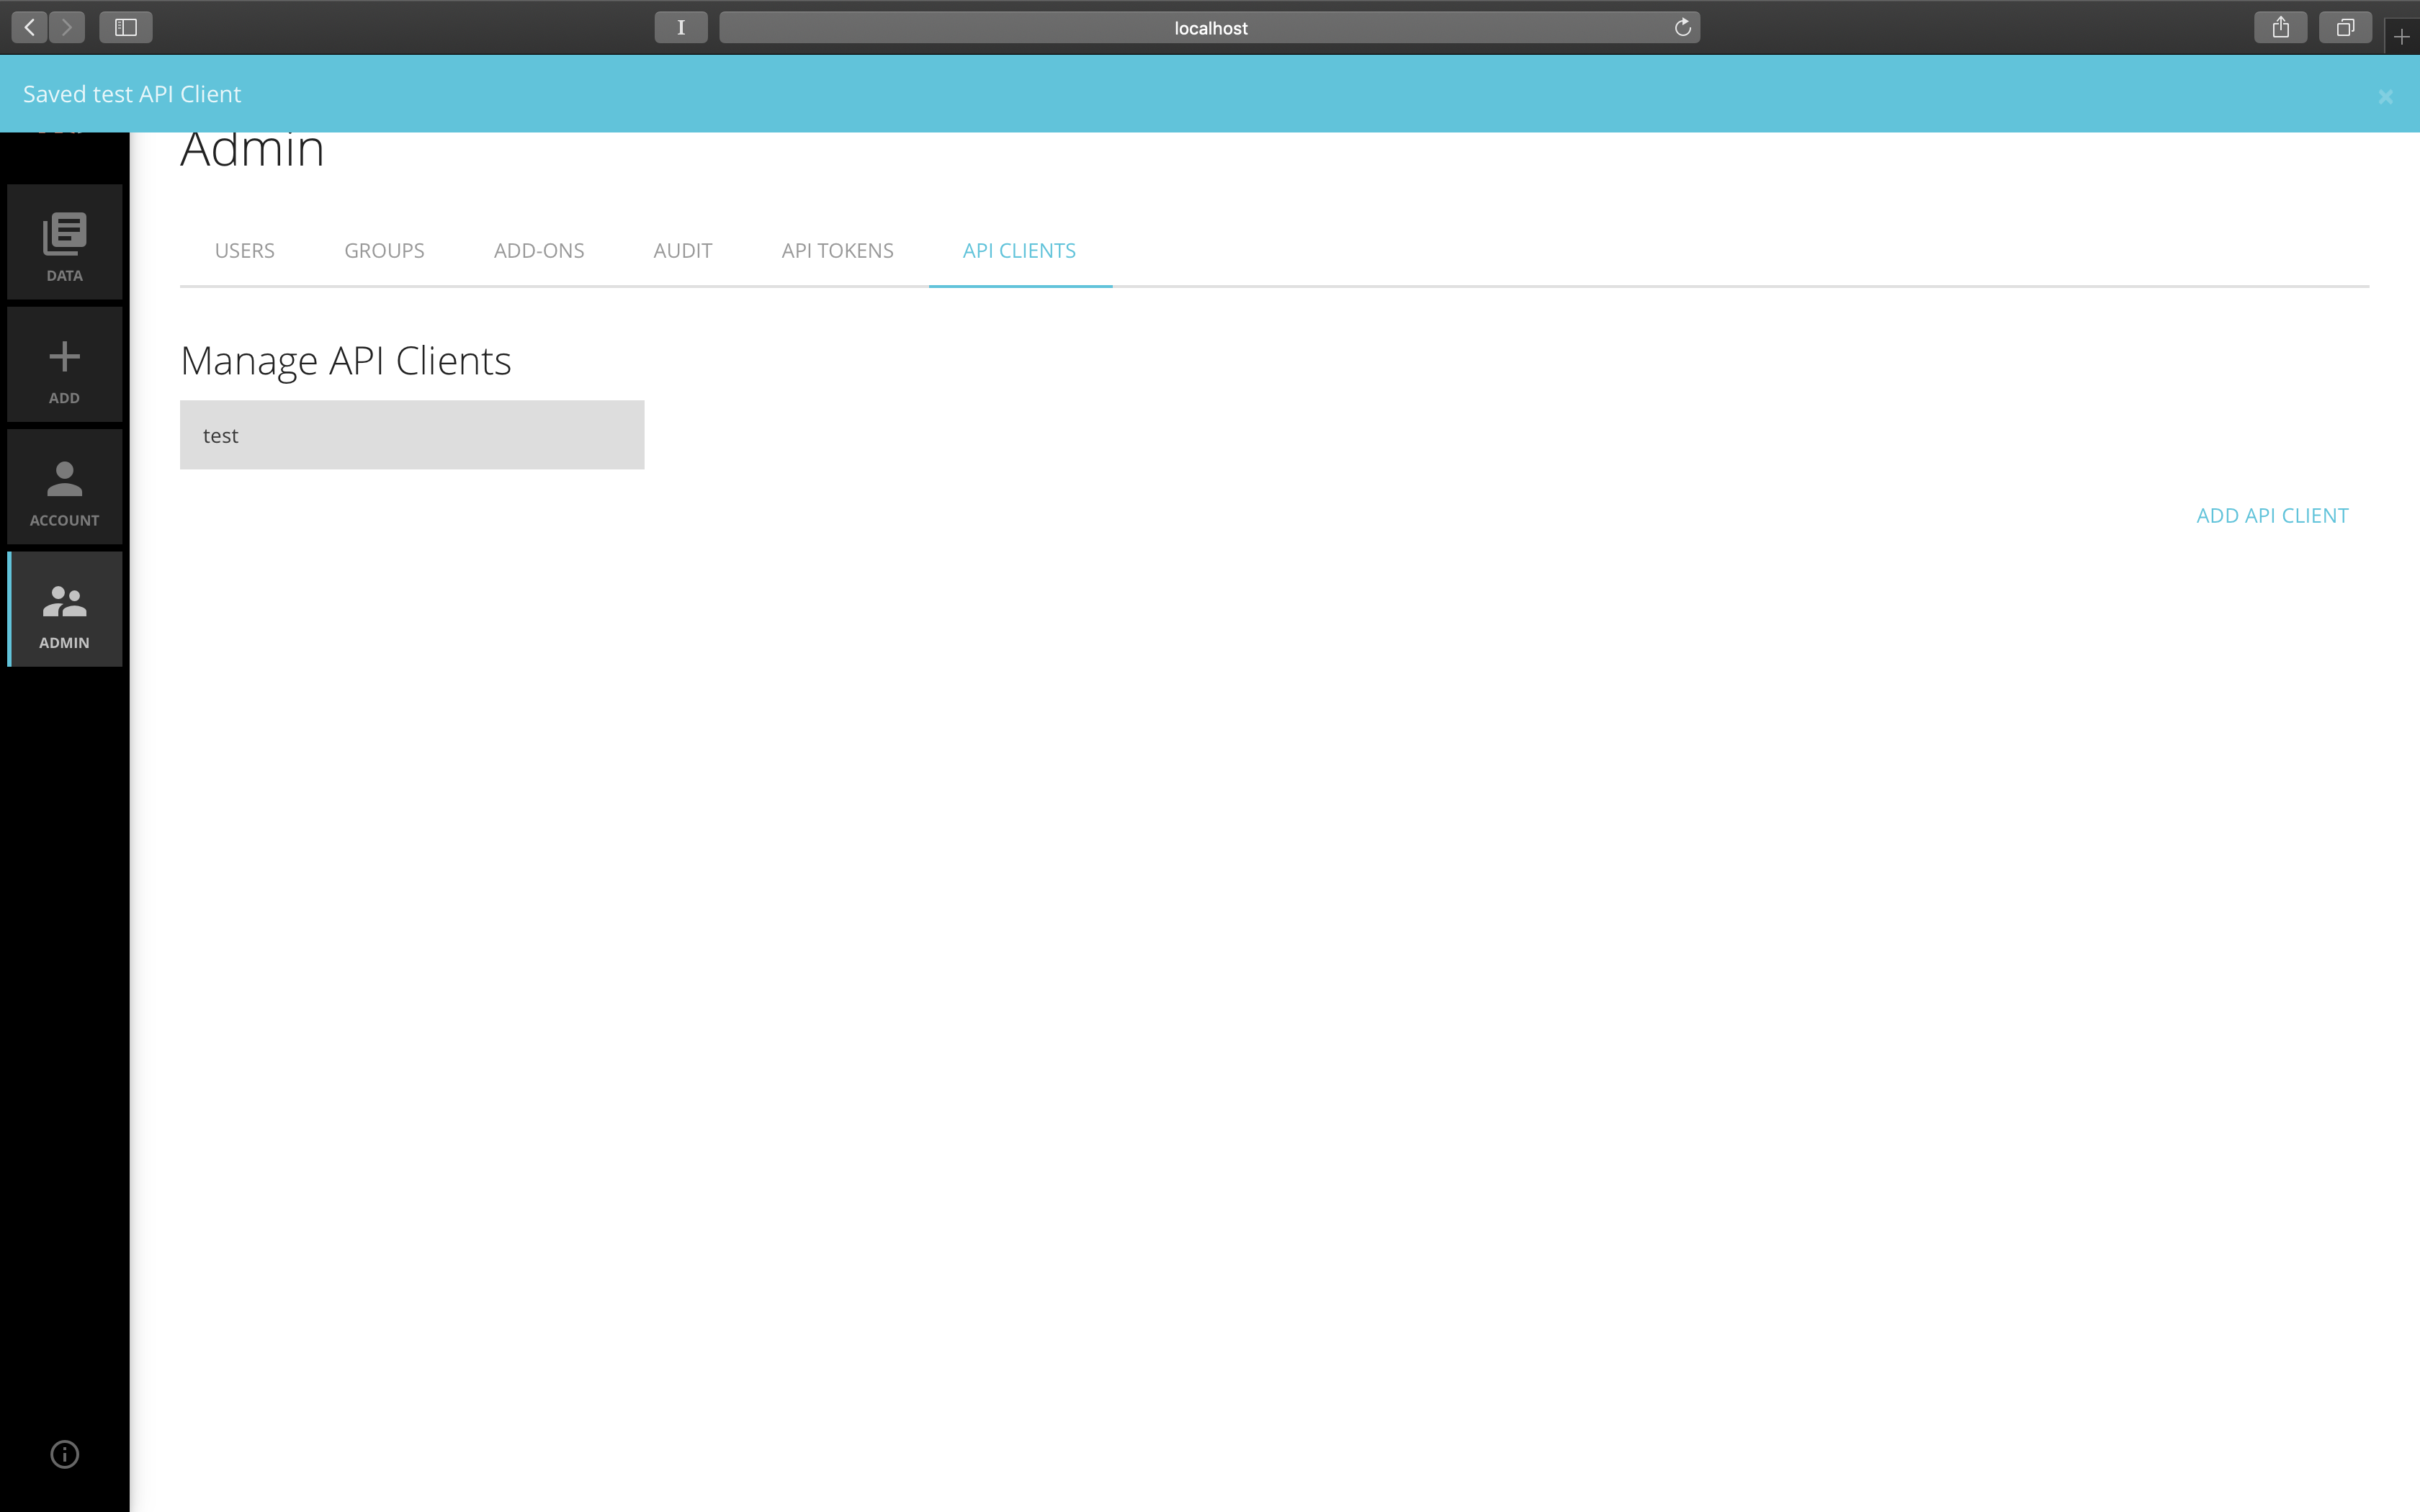 localhost
Saved test API Client
Admin
USERS GROUPS ADD-ONS AUDIT API TOKENS API CLIENTS
DATA
Manage API Clients
ADD
test
ACCOUNT
ADD API CLIENT
ADMIN